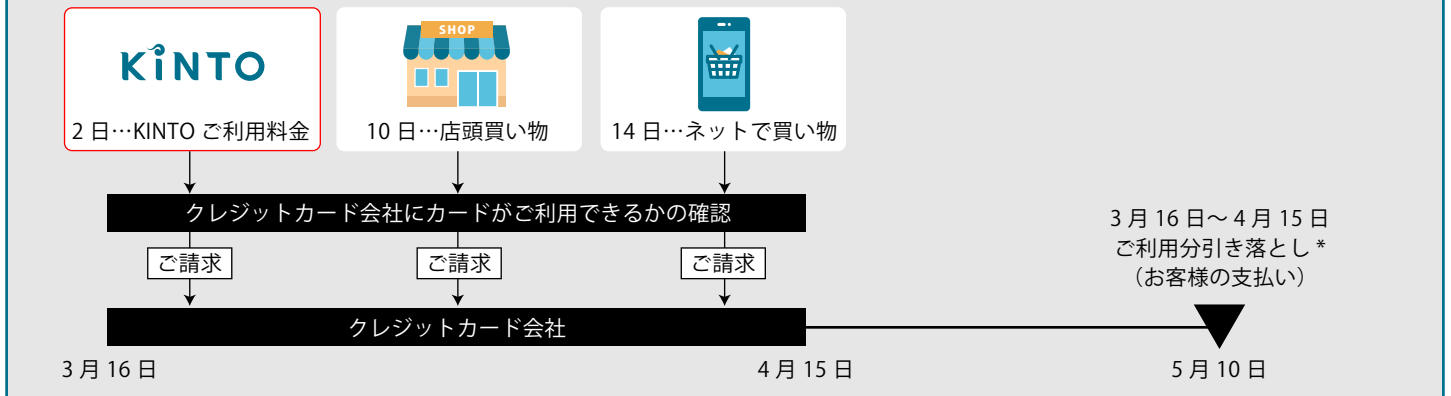 KINTO
SHOP
2日…KINTO ご利用料金
10日…店頭買い物
14日…ネットで買い物
クレジットカード会社にカードがご利用できるかの確認
ご請求
ご請求
ご請求
クレジットカード会社
3月16日
4月15日
3月16日～4月15日
ご利用分引き落とし*
（お客様の支払い）
5月10日